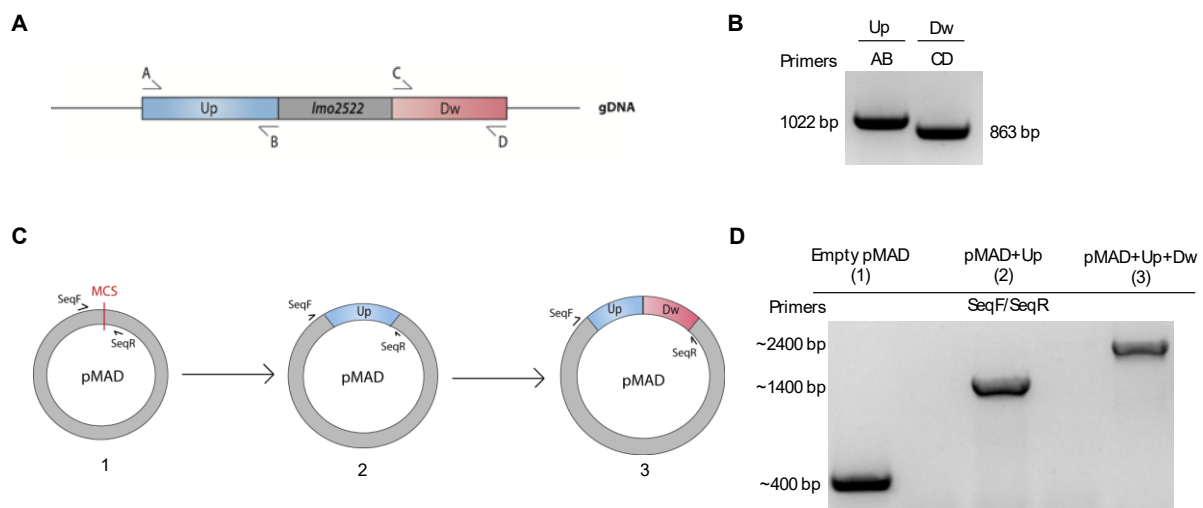 A
A
C
Up
lmo2522
Dw
gDNA
B
D
B
Up
Dw
Primers
AB
CD
1022 bp
863 bp
C
MCS
SeqF
SeqR
pMAD
1
SeqF
Up
SeqR
pMAD
2
SeqF
Up
Dw
SeqR
pMAD
3
D
Empty pMAD
(1)
pMAD+Up
(2)
pMAD+Up+Dw
(3)
Primers
SeqF/SeqR
~2400 bp
~1400 bp
~400 bp